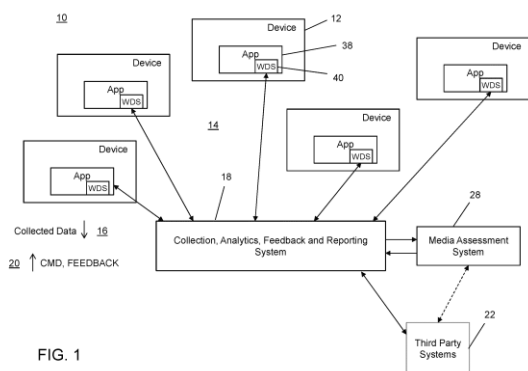 10
Device
12
App
38
WDS
40
Device
App
WDS
Device
App
WDS
14
Device
App
WDS
Device
App
WDS
18
28
Collected Data ↓ 16
Collection, Analytics, Feedback and Reporting
System
Media Assessment
System
20 ↑ CMD, FEEDBACK
22
Third Party
Systems
FIG. 1